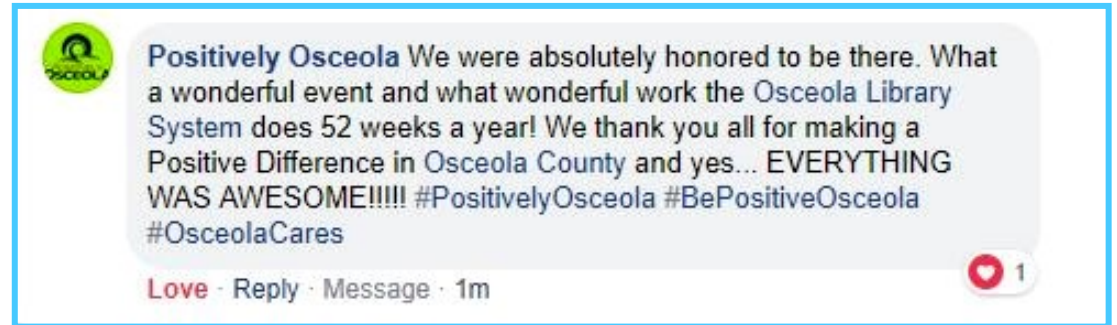 OSCEOLA
Positively Osceola We were absolutely honored to be there. What
a wonderful event and what wonderful work the Osceola Library
System does 52 weeks a year! We thank you all for making a
Positive Difference in Osceola County and yes... EVERYTHING
WAS AWESOME!!!!! #PositivelyOsceola #BePositiveOsceola
#OsceolaCares
1
Love · Reply · Message · 1m